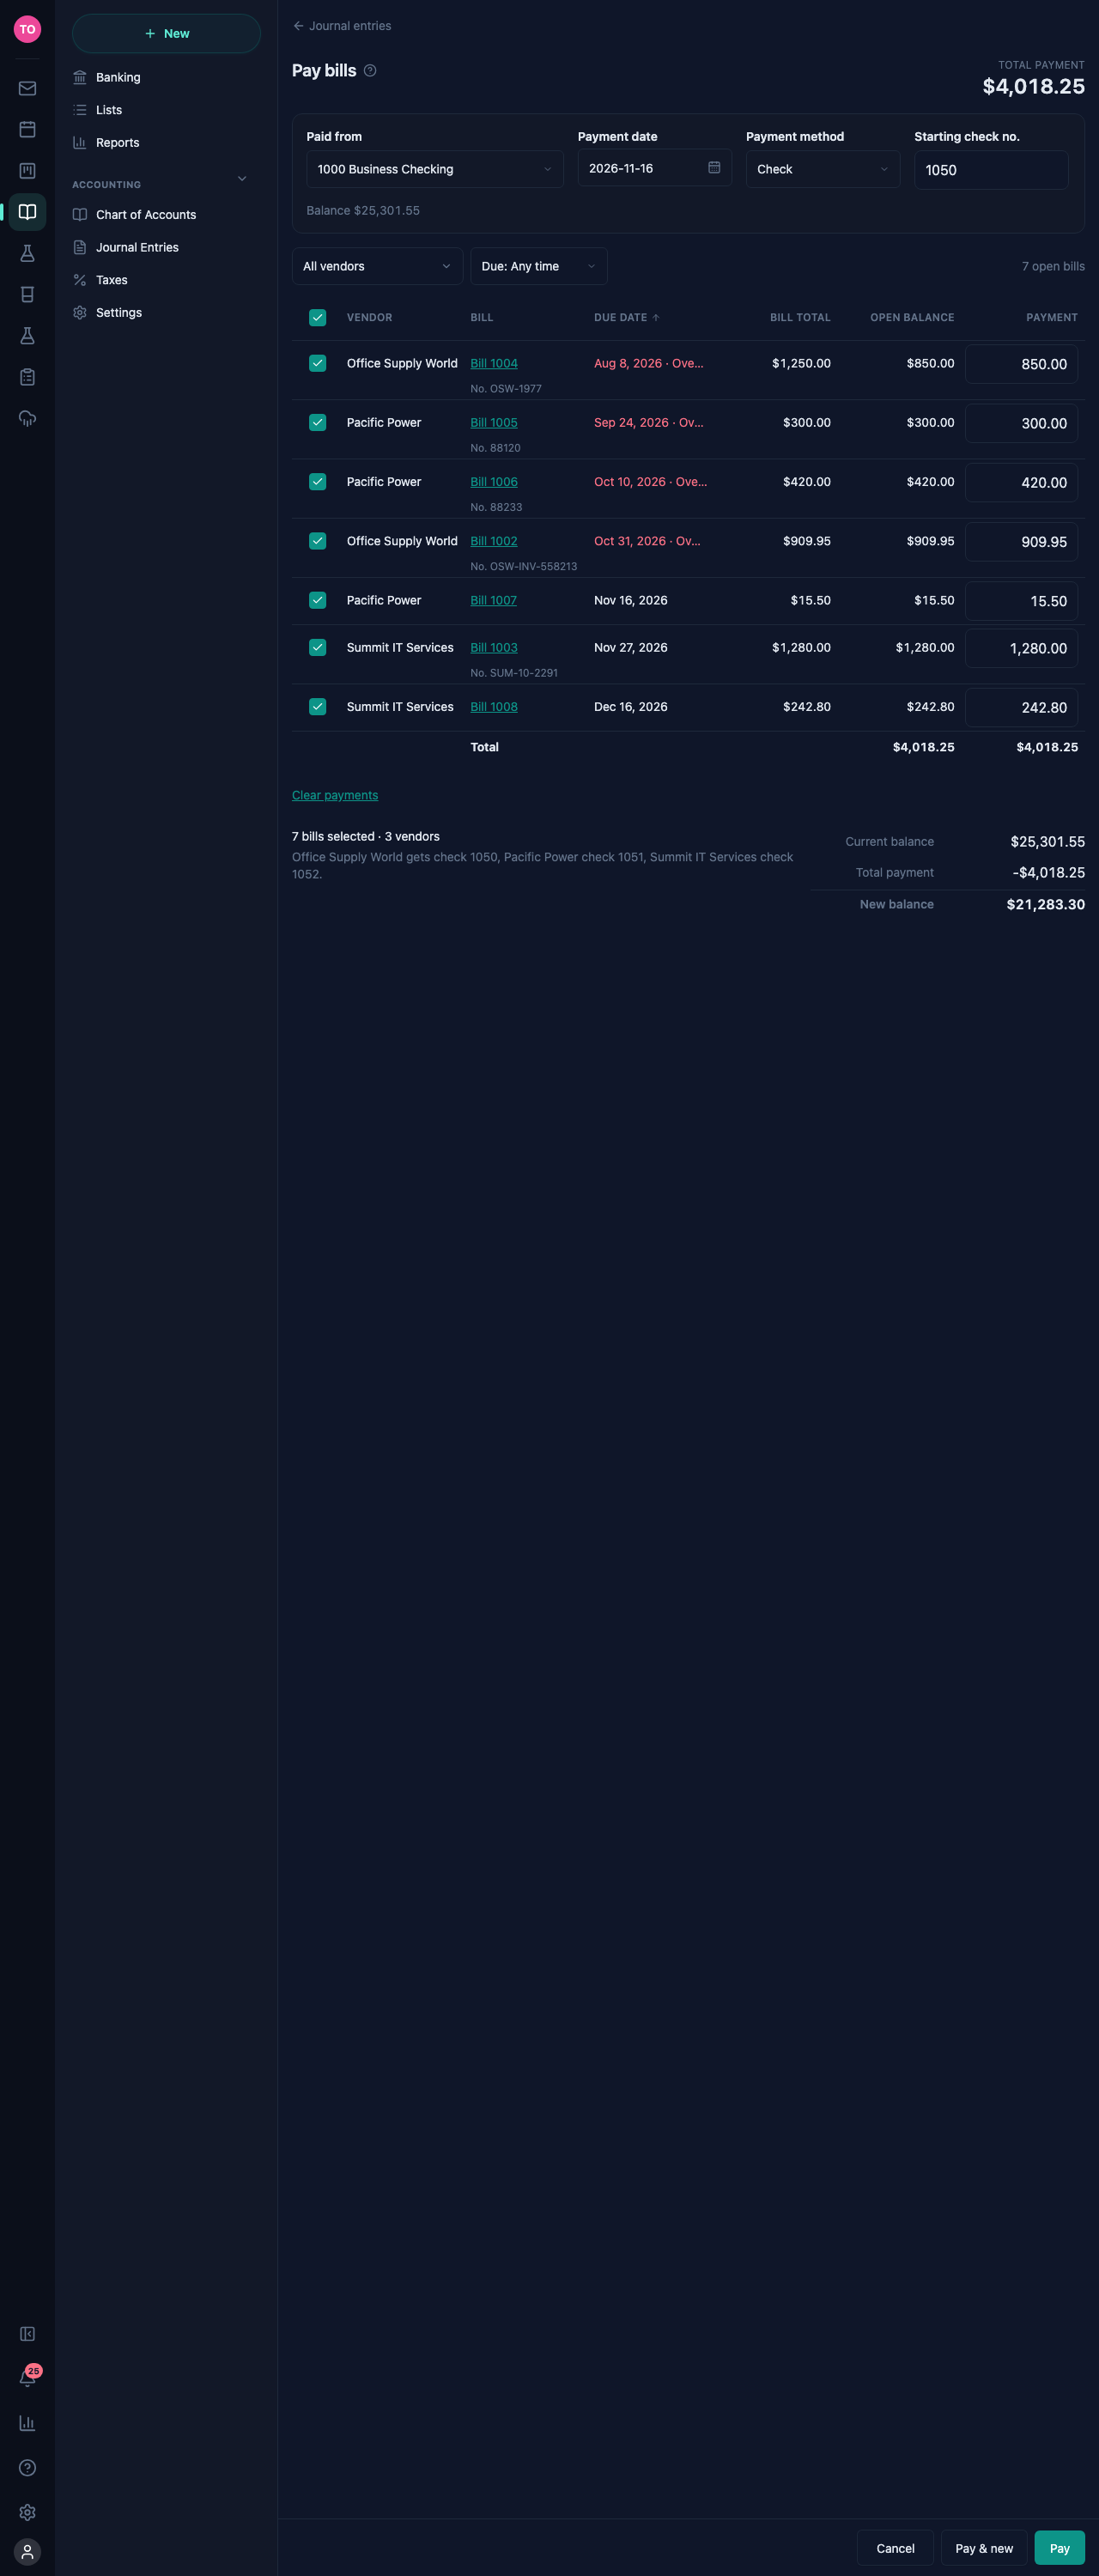 TO
New
Banking
Lists
Reports
ACCOUNTING
Chart of Accounts
Journal Entries
Taxes
Settings
25
Journal entries
Pay bills
TOTAL PAYMENT
$4,018.25
Paid from
Payment date
Payment method
Starting check no.
1000 Business Checking
2026-11-16
Check
1050
Balance $25,301.55
All vendors
Due: Any time
7 open bills
VENDOR BILL DUE DATE BILL TOTAL OPEN BALANCE PAYMENT
Office Supply World Bill 1004 Aug 8, 2026 · Ove... $1,250.00 $850.00 850.00
No. OSW-1977
Pacific Power Bill 1005 Sep 24, 2026 · Ov... $300.00 $300.00 300.00
No. 88120
Pacific Power Bill 1006 Oct 10, 2026 · Ove... $420.00 $420.00 420.00
No. 88233
Office Supply World Bill 1002 Oct 31, 2026 · Ov... $909.95 $909.95 909.95
No. OSW-INV-558213
Pacific Power Bill 1007 Nov 16, 2026 $15.50 $15.50 15.50
Summit IT Services Bill 1003 Nov 27, 2026 $1,280.00 $1,280.00 1,280.00
No. SUM-10-2291
Summit IT Services Bill 1008 Dec 16, 2026 $242.80 $242.80 242.80
Total $4,018.25 $4,018.25
Clear payments
7 bills selected · 3 vendors
Office Supply World gets check 1050, Pacific Power check 1051, Summit IT Services check
1052.
Current balance $25,301.55
Total payment -$4,018.25
New balance $21,283.30
Cancel
Pay & new
Pay